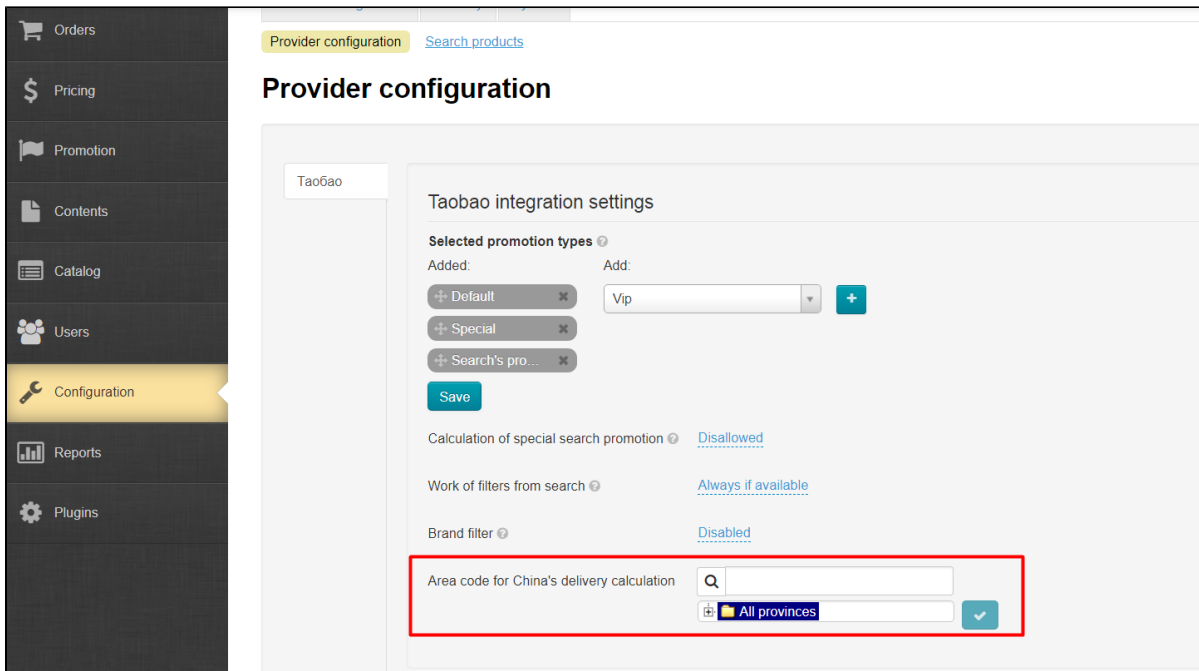 Orders
Pricing
Promotion
Contents
Catalog
Users
Configuration
Reports
Plugins
Provider configuration Search products
Provider configuration
Таобао
Taobao integration settings
Selected promotion types
Added: Add:
Default Vip
Special
Search's pro...
Save
Calculation of special search promotion Disallowed
Work of filters from search Always if available
Brand filter Disabled
Area code for China's delivery calculation
All provinces